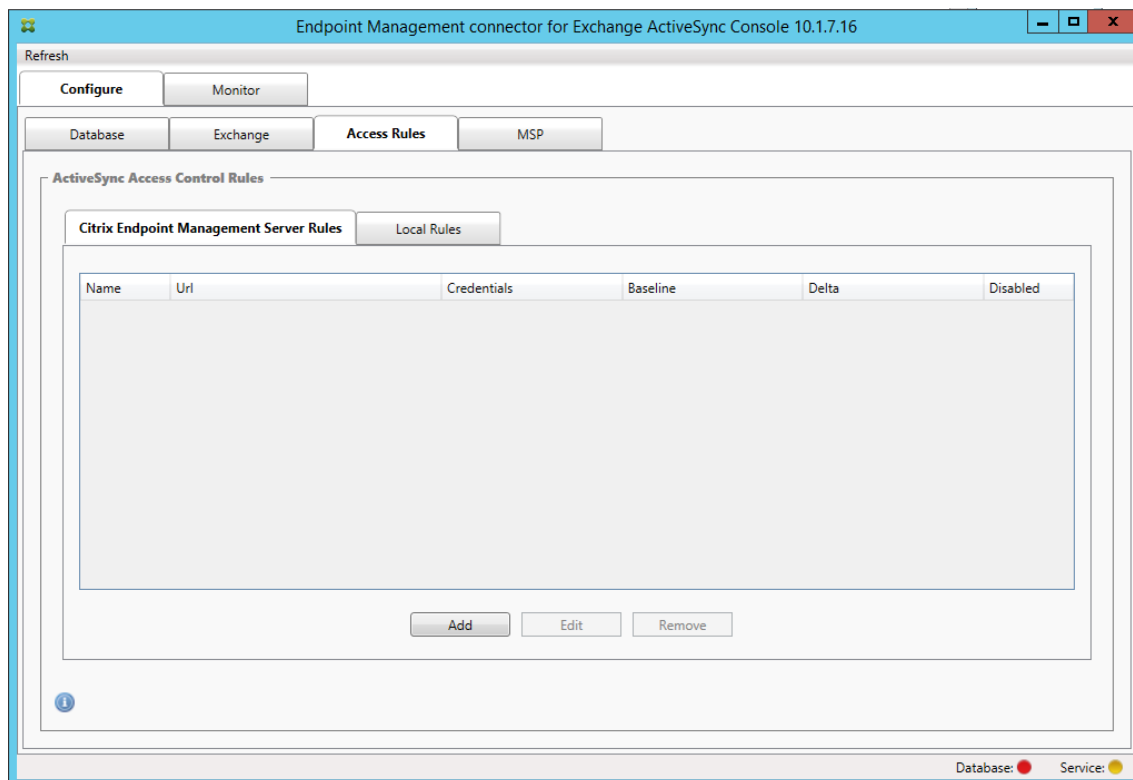 Endpoint Management connector for Exchange ActiveSync Console 10.1.7.16
Refresh
Configure Monitor
Database Exchange Access Rules MSP
ActiveSync Access Control Rules
Citrix Endpoint Management Server Rules Local Rules
Name Url Credentials Baseline Delta Disabled
Add Edit Remove
Database: Service: